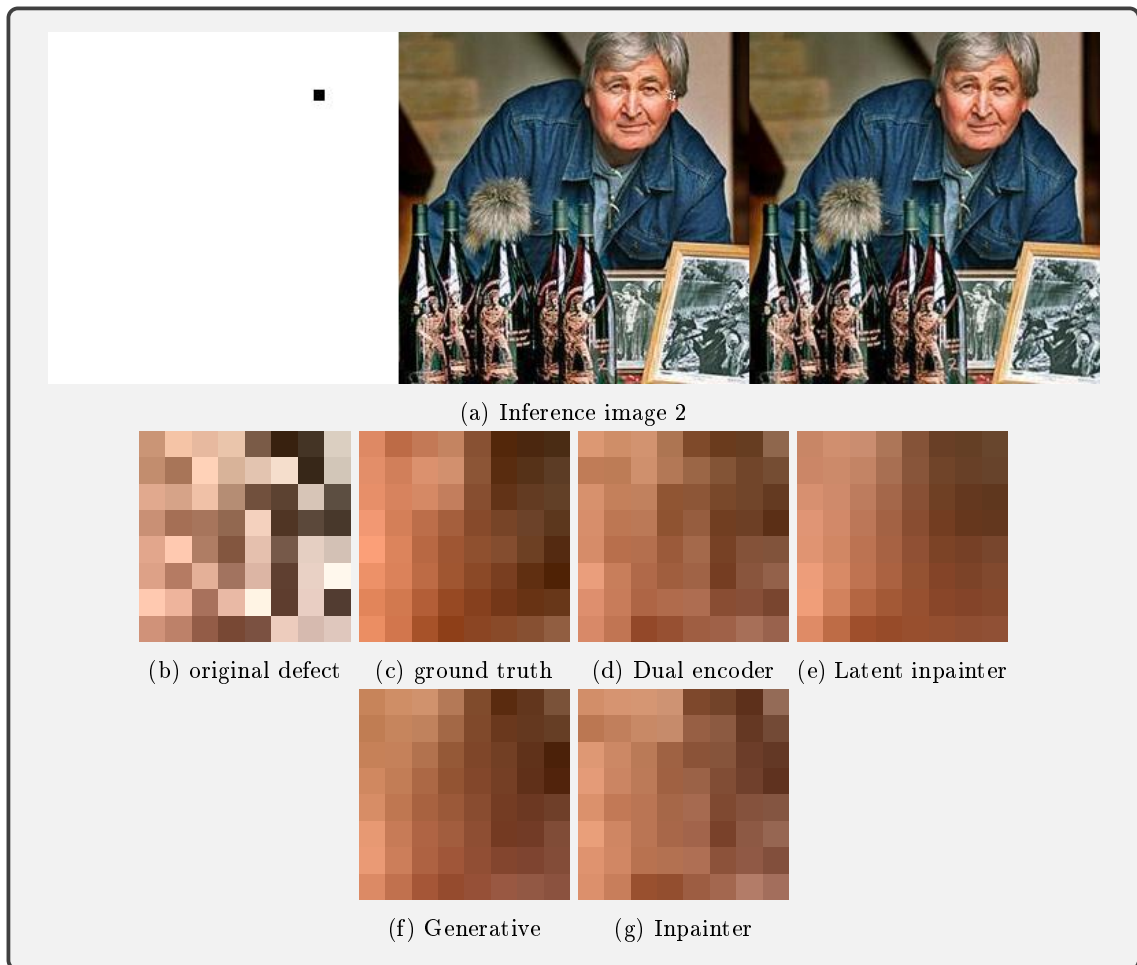 (a) Inference image 2
(b) original defect
(c) ground truth
(d) Dual encoder
(e) Latent inpainter
(f) Generative
(g) Inpainter